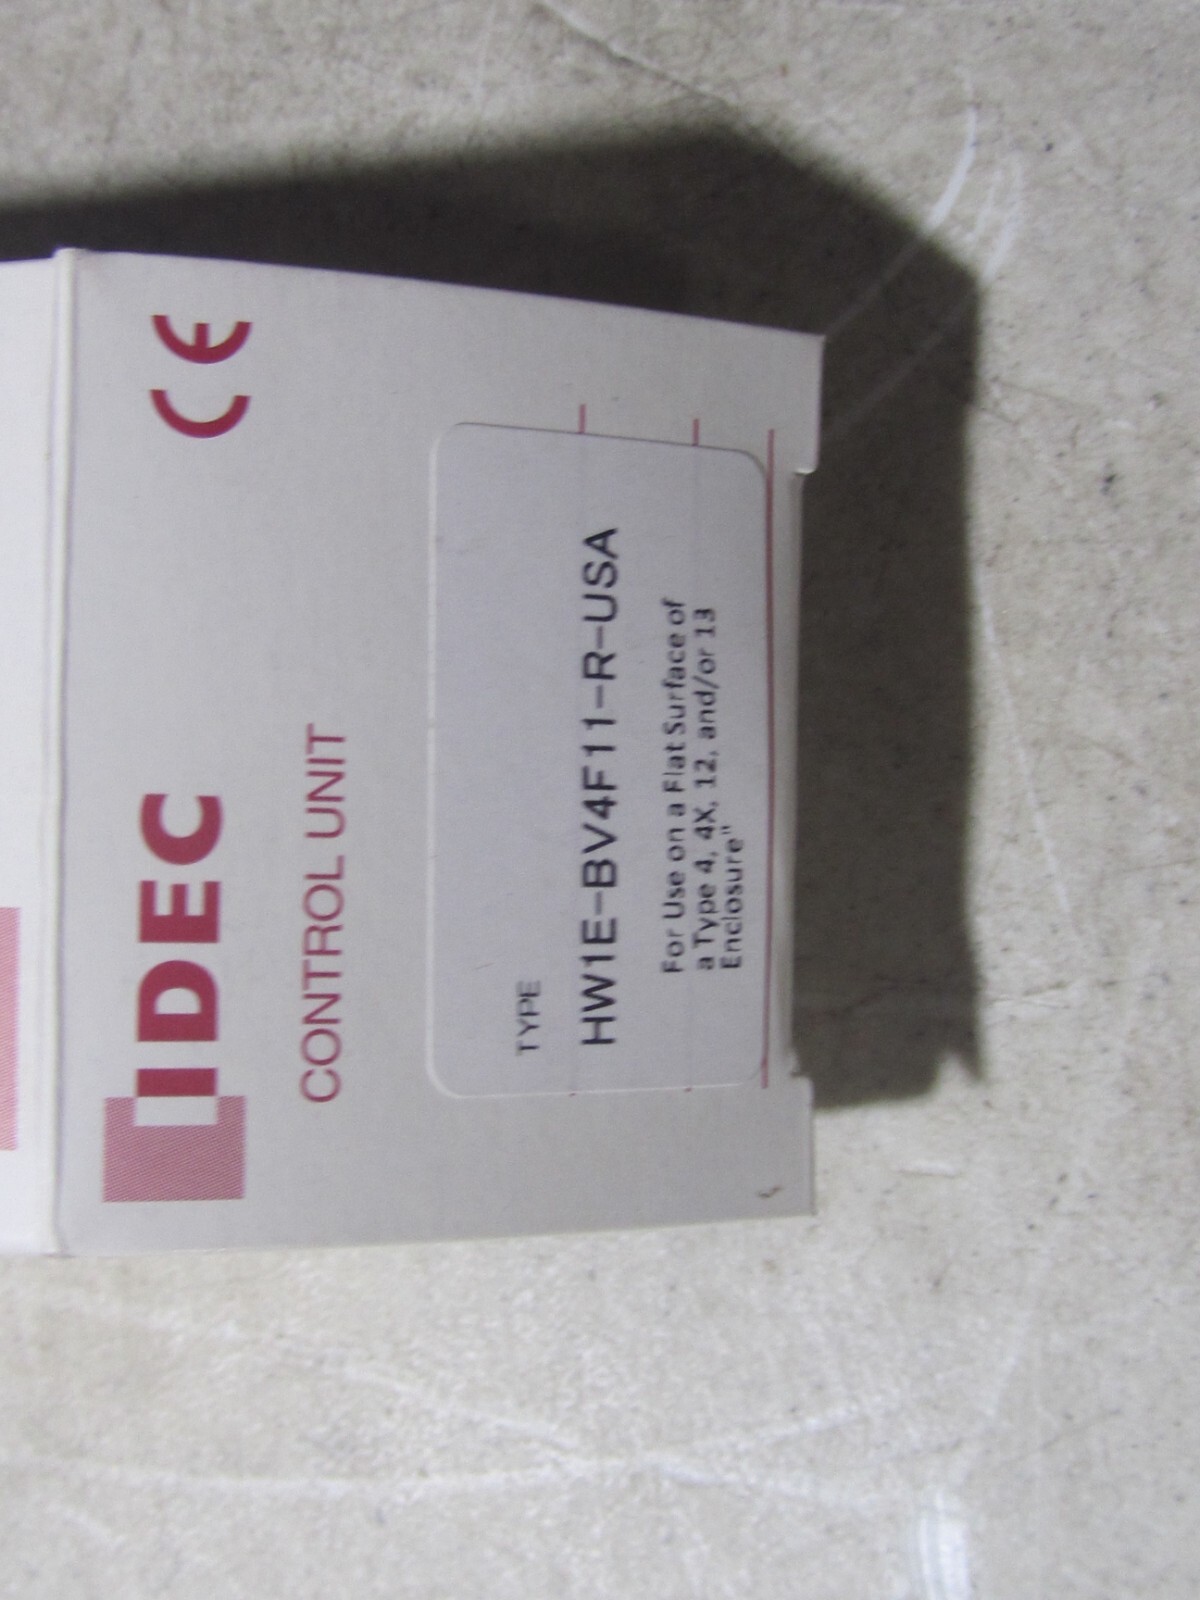 IDEC CE
CONTROL UNIT
TYPE
HW1E-BV4F11-R-USA
For Use on a Flat Surface of
a Type 4, 4X, 12, and/or 13
Enclosure"